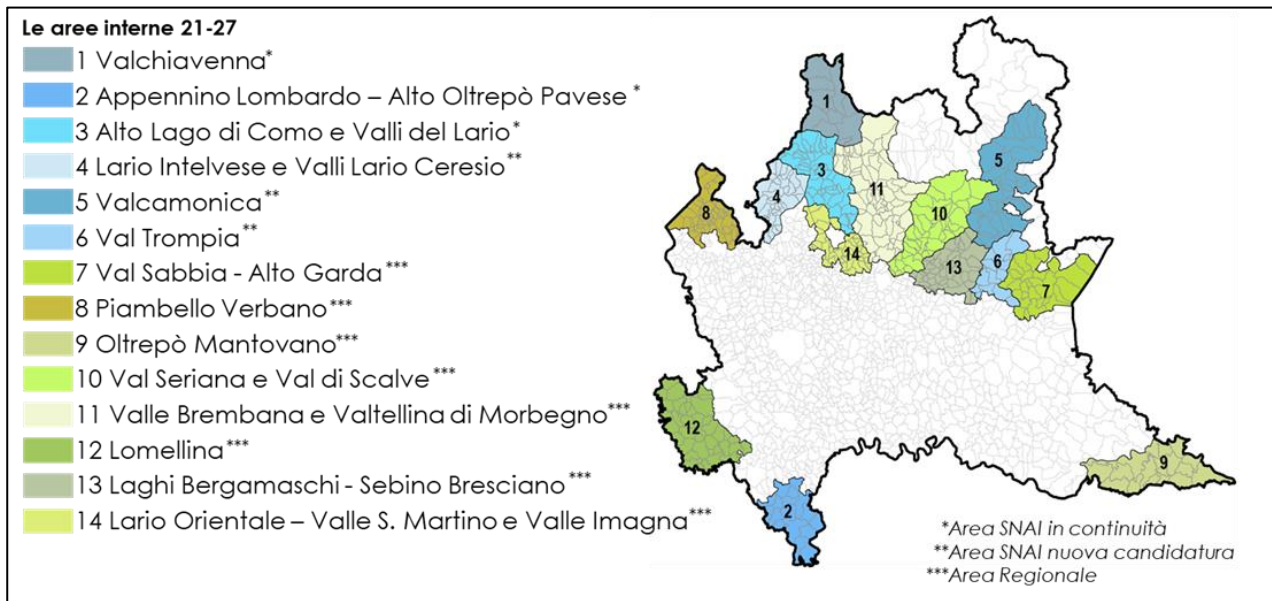 Le aree interne 21-27
1 Valchiavenna*
2 Appennino Lombardo – Alto Oltrepò Pavese *
3 Alto Lago di Como e Valli del Lario*
4 Lario Intelvese e Valli Lario Ceresio**
5 Valcamonica**
6 Val Trompia**
7 Val Sabbia - Alto Garda***
8 Piambello Verbano***
9 Oltrepò Mantovano***
10 Val Seriana e Val di Scalve***
11 Valle Brembana e Valtellina di Morbegno***
12 Lomellina***
13 Laghi Bergamaschi - Sebino Bresciano***
14 Lario Orientale – Valle S. Martino e Valle Imagna***
1
5
3
11
4
8
10
14
13
6
7
12
9
2
*Area SNAI in continuità
**Area SNAI nuova candidatura
***Area Regionale